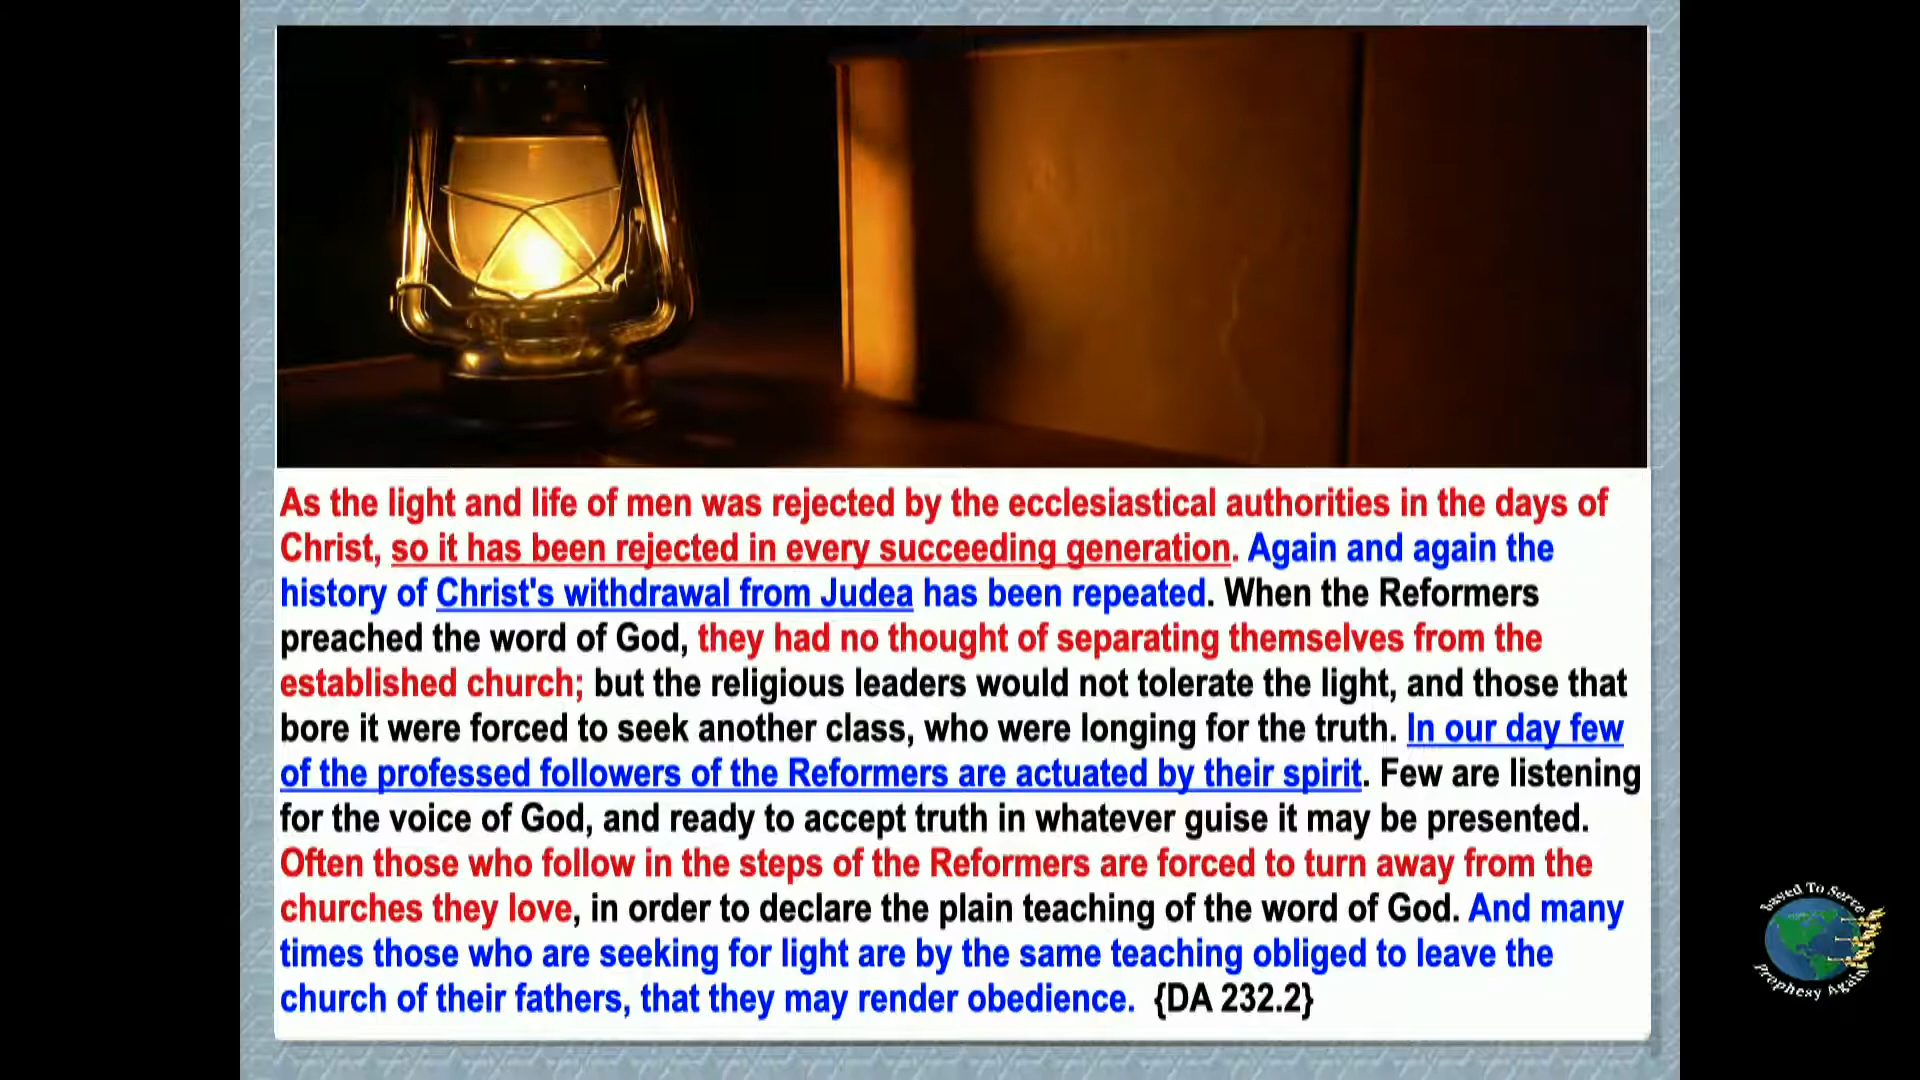 As the light and life of men was rejected by the ecclesiastical authorities in the days of
Christ, so it has been rejected in every succeeding generation. Again and again the
history of Christ's withdrawal from Judea has been repeated. When the Reformers
preached the word of God, they had no thought of separating themselves from the
established church; but the religious leaders would not tolerate the light, and those that
bore it were forced to seek another class, who were longing for the truth. In our day few
of the professed followers of the Reformers are actuated by their spirit. Few are listening
for the voice of God, and ready to accept truth in whatever guise it may be presented.
Often those who follow in the steps of the Reformers are forced to turn away from the
churches they love, in order to declare the plain teaching of the word of God. And many
times those who are seeking for light are by the same teaching obliged to leave the
church of their fathers, that they may render obedience. {DA 232.2}
To Serve
Prophesy Again